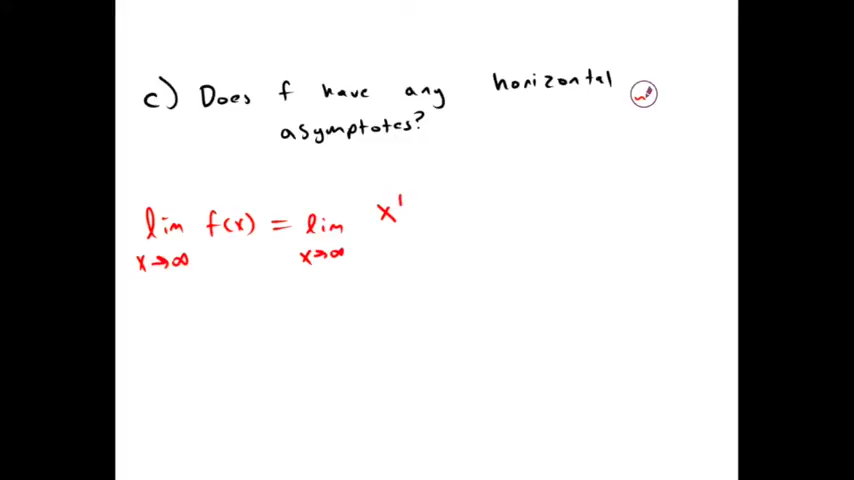 c) Does f have any horizontal
asymptotes?
lim f(x) = lim x'
x→∞ x→∞